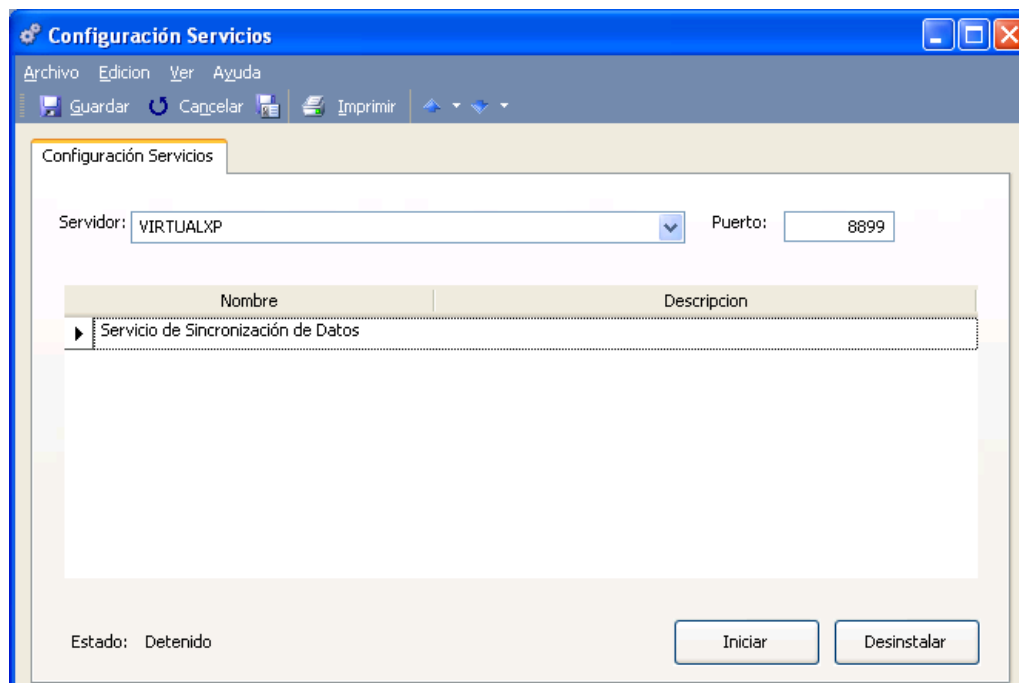 Configuración Servicios
Archivo Edicion Ver Ayuda
Guardar Cancelar Imprimir
Configuración Servicios
Servidor: VIRTUALXP Puerto: 8899
Nombre Descripcion
Servicio de Sincronización de Datos
Estado: Detenido Iniciar Desinstalar